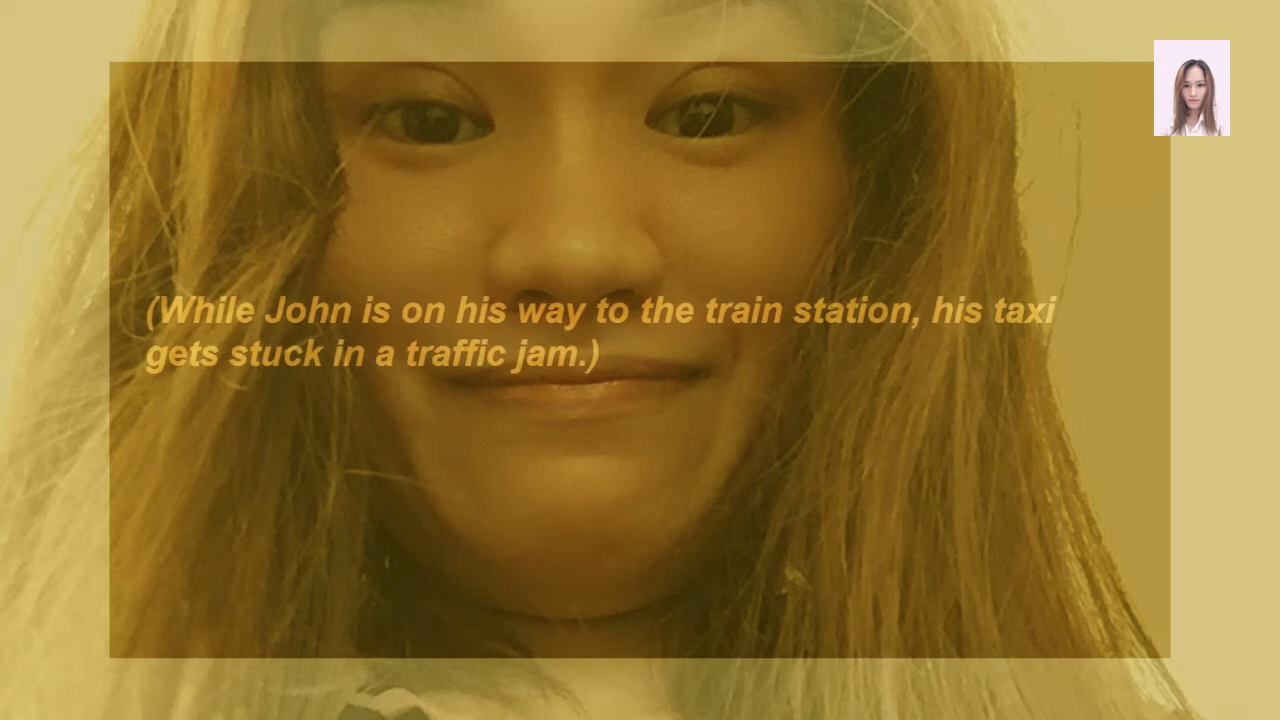 (While John is on his way to the train station, his taxi
gets stuck in a traffic jam.)